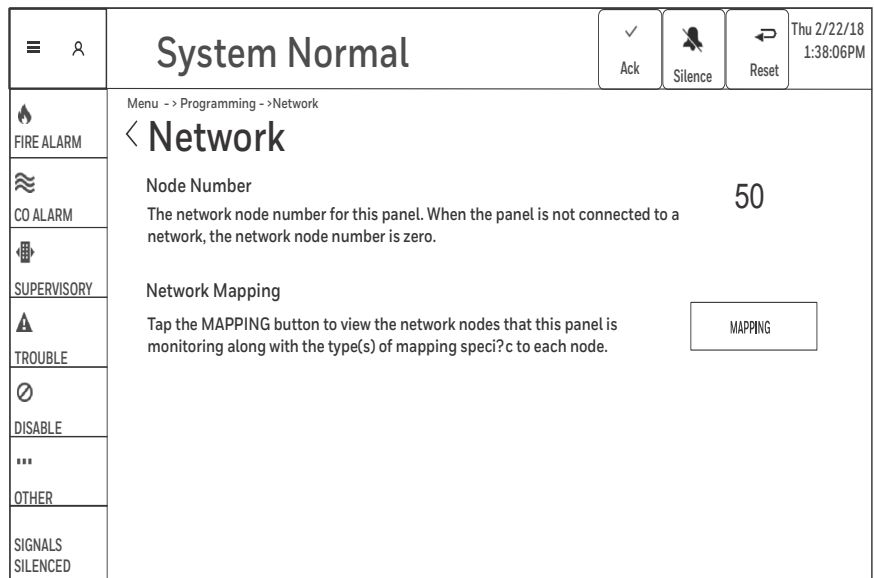 System Normal
Ack
Silence
Reset
Thu 2/22/18
1:38:06PM
Menu - > Programming - >Network
Network
FIRE ALARM
CO ALARM
SUPERVISORY
TROUBLE
DISABLE
OTHER
SIGNALS
SILENCED
Node Number
50
The network node number for this panel. When the panel is not connected to a
network, the network node number is zero.
Network Mapping
Tap the MAPPING button to view the network nodes that this panel is
monitoring along with the type(s) of mapping speci?c to each node.
MAPPING